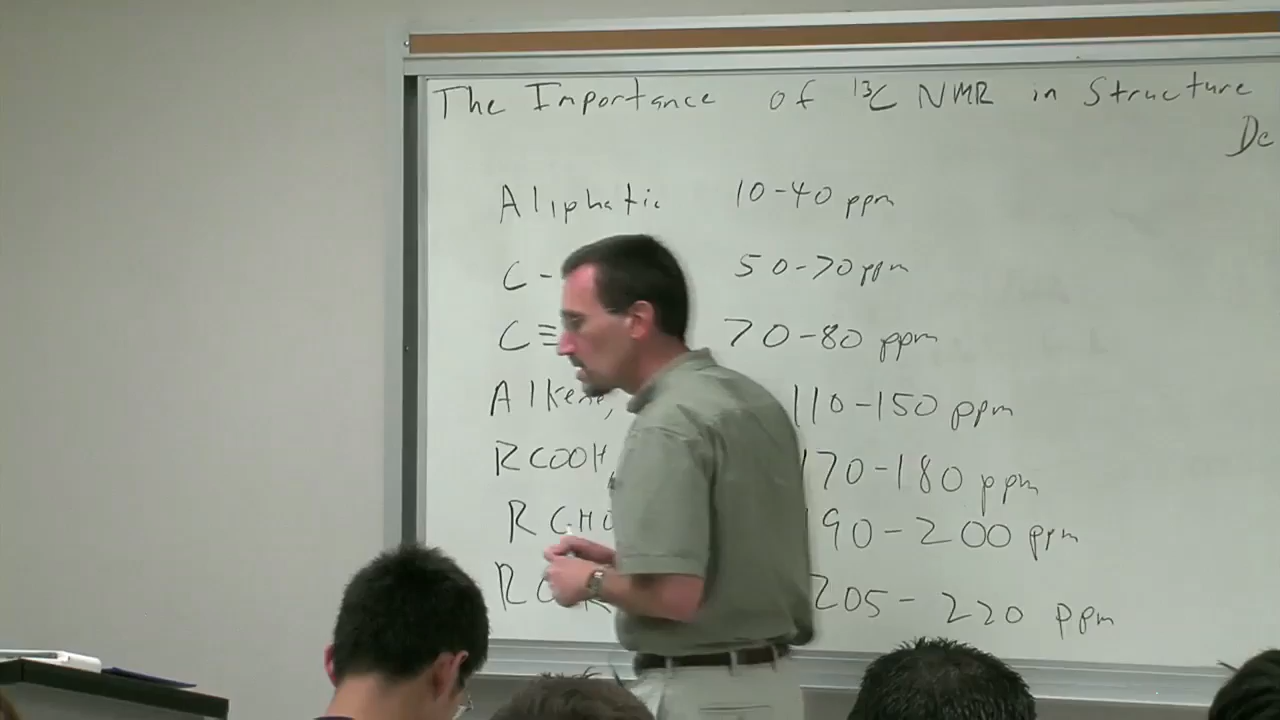 The Importance of ¹³C NMR in Structure
De
Aliphatic 10-40 ppm
C- 50-70 ppm
C≡ 70-80 ppm
Alkene, 110-150 ppm
RCOOH, 170-180 ppm
RCHO 190-200 ppm
205-220 ppm